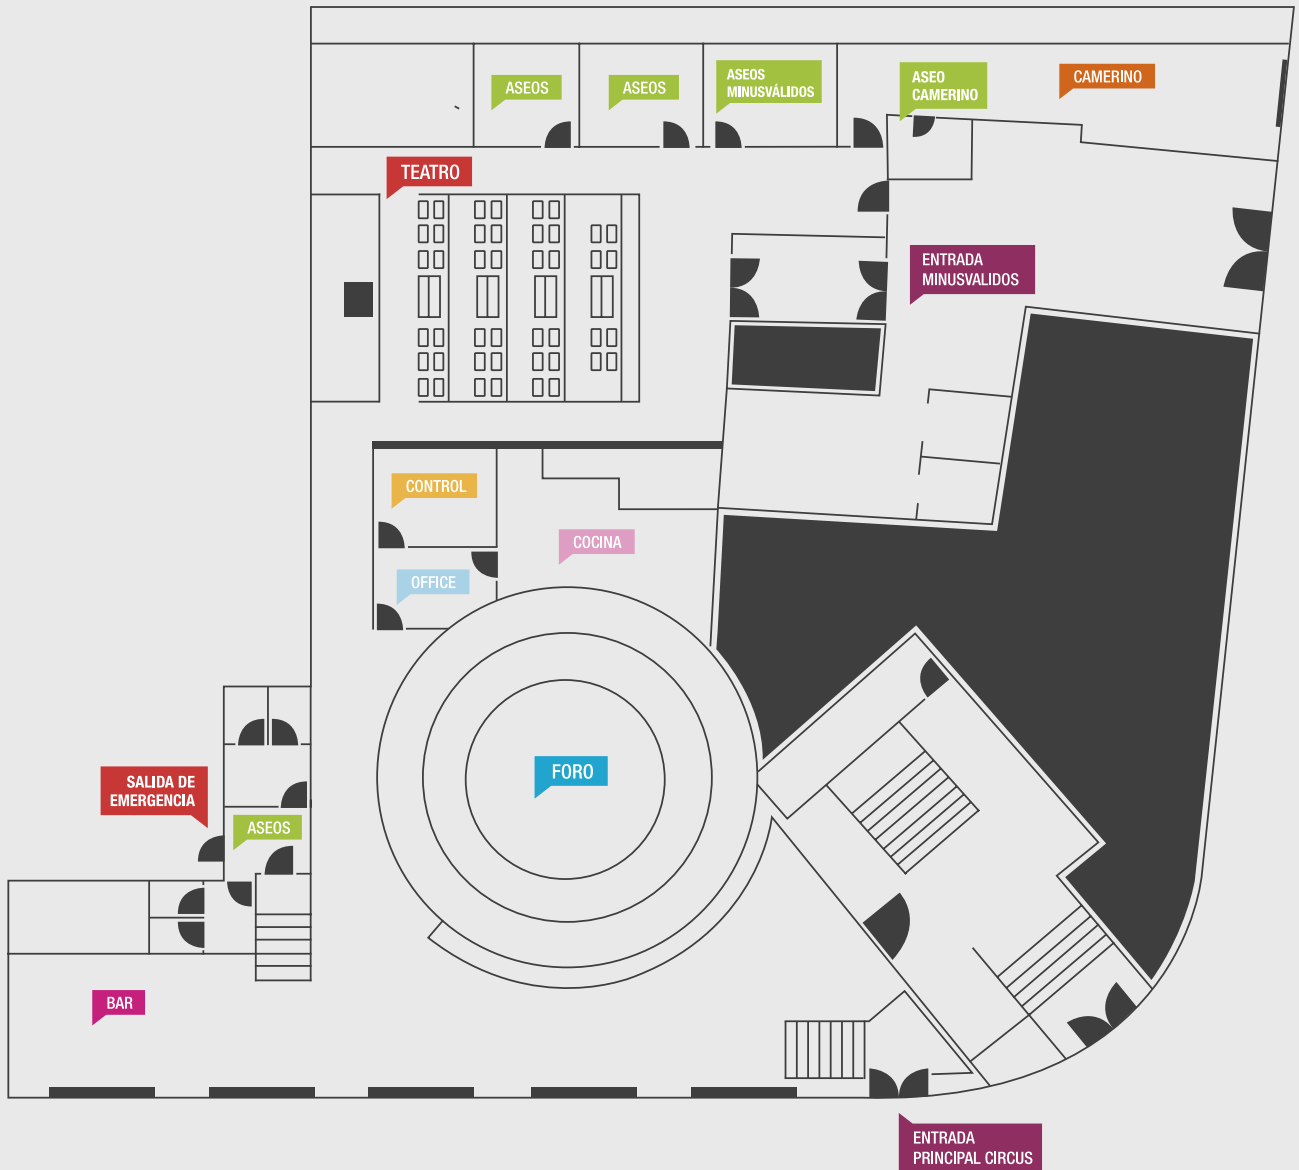 ASEOS
ASEOS
ASEOS
MINUSVÁLIDOS
ASEO
CAMERINO
CAMERINO
TEATRO
ENTRADA
MINUSVALIDOS
CONTROL
COCINA
OFFICE
FORO
SALIDA DE
EMERGENCIA
ASEOS
BAR
ENTRADA
PRINCIPAL CIRCUS